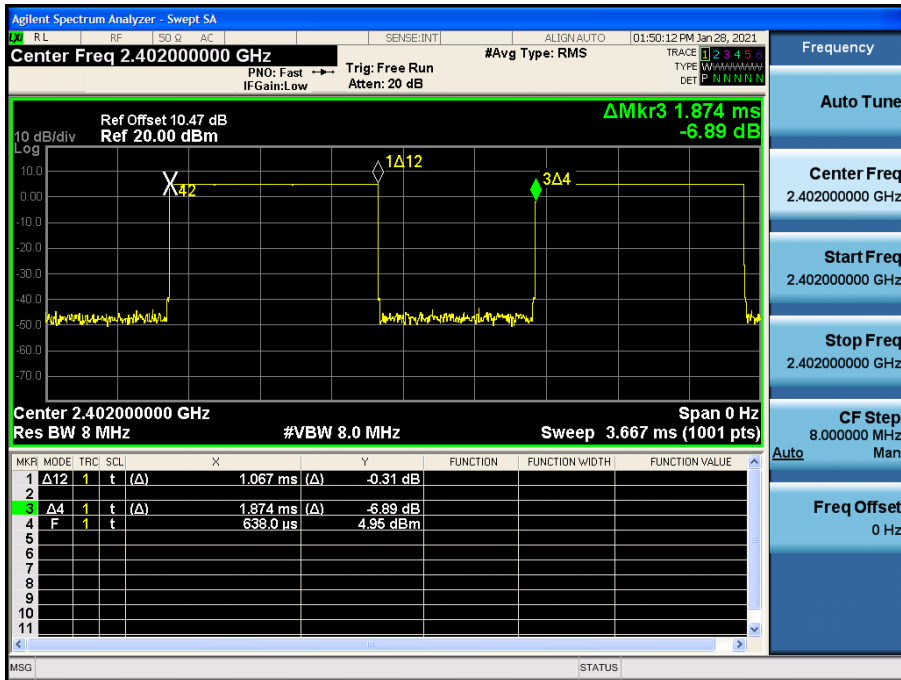 Agilent Spectrum Analyzer - Swept SA
LXI RL RF 50 Ω AC SENSE:INT ALIGN AUTO 01:50:12 PM Jan 28, 2021
Center Freq 2.402000000 GHz #Avg Type: RMS TRACE 1 2 3 4 5 6
PNO: Fast Trig: Free Run TYPE WWWWWW
IFGain:Low Atten: 20 dB DET P N N N N N
ΔMkr3 1.874 ms
-6.89 dB
Ref Offset 10.47 dB
10 dB/div Ref 20.00 dBm
Log
10.0
0.00
-10.0
-20.0
-30.0
-40.0
-50.0
-60.0
-70.0
42
1Δ12
3Δ4
Center 2.402000000 GHz Span 0 Hz
Res BW 8 MHz #VBW 8.0 MHz Sweep 3.667 ms (1001 pts)
MKR MODE TRC SCL X Y FUNCTION FUNCTION WIDTH FUNCTION VALUE
1 Δ12 1 t (Δ) 1.067 ms (Δ) -0.31 dB
2
3 Δ4 1 t (Δ) 1.874 ms (Δ) -6.89 dB
4 F 1 t 638.0 µs 4.95 dBm
5
6
7
8
9
10
11
MSG STATUS
Frequency
Auto Tune
Center Freq
2.402000000 GHz
Start Freq
2.402000000 GHz
Stop Freq
2.402000000 GHz
CF Step
8.000000 MHz
Auto Man
Freq Offset
0 Hz